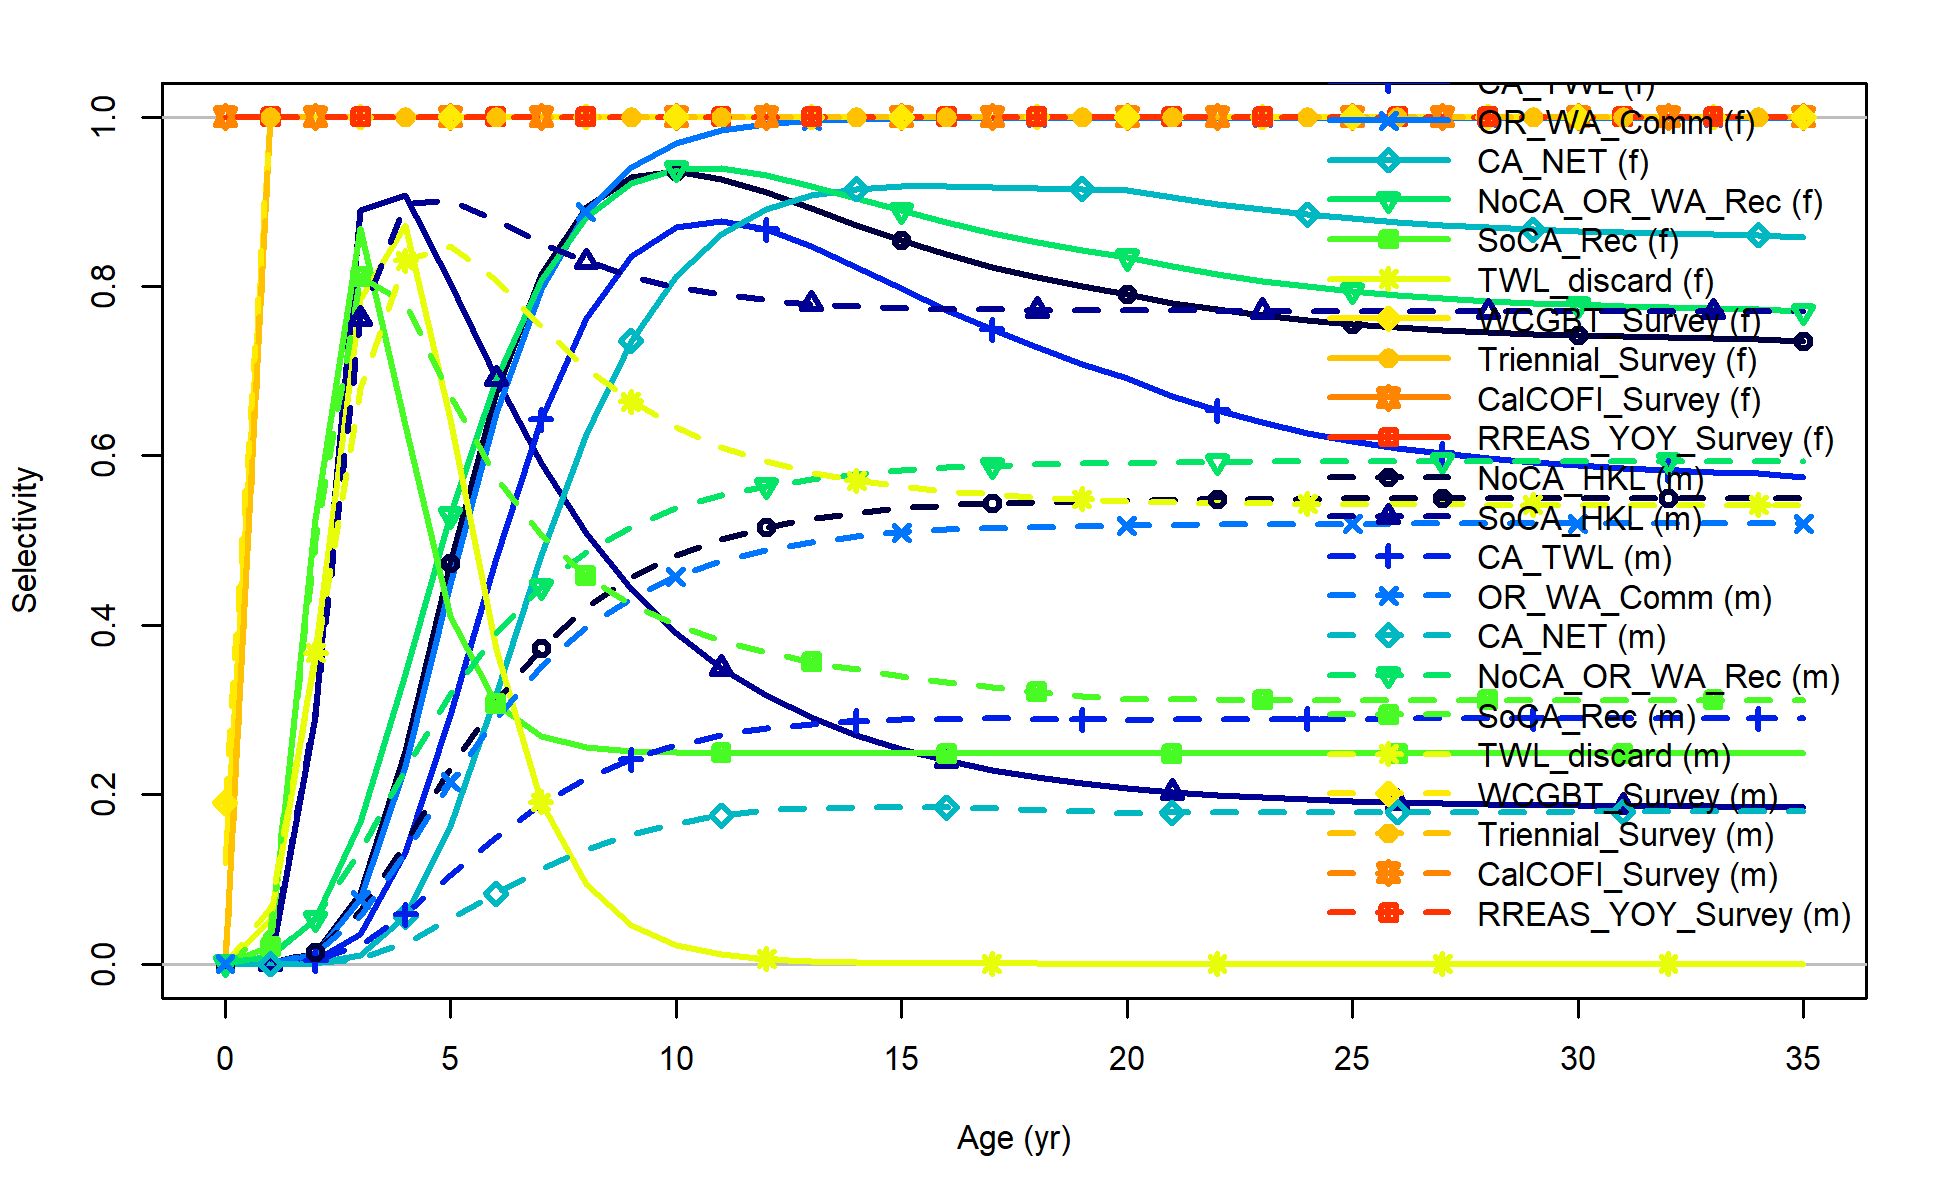 CA_TWL (f)
OR_WA_Comm (f)
CA_NET (f)
NoCA_OR_WA_Rec (f)
SoCA_Rec (f)
TWL_discard (f)
WCGBT_Survey (f)
Triennial_Survey (f)
CalCOFI_Survey (f)
RREAS_YOY_Survey (f)
NoCA_HKL (m)
SoCA_HKL (m)
CA_TWL (m)
OR_WA_Comm (m)
CA_NET (m)
NoCA_OR_WA_Rec (m)
SoCA_Rec (m)
TWL_discard (m)
WCGBT_Survey (m)
Triennial_Survey (m)
CalCOFI_Survey (m)
RREAS_YOY_Survey (m)
1.0
0.8
0.6
0.4
0.2
0.0
Selectivity
0 5 10 15 20 25 30 35
Age (yr)